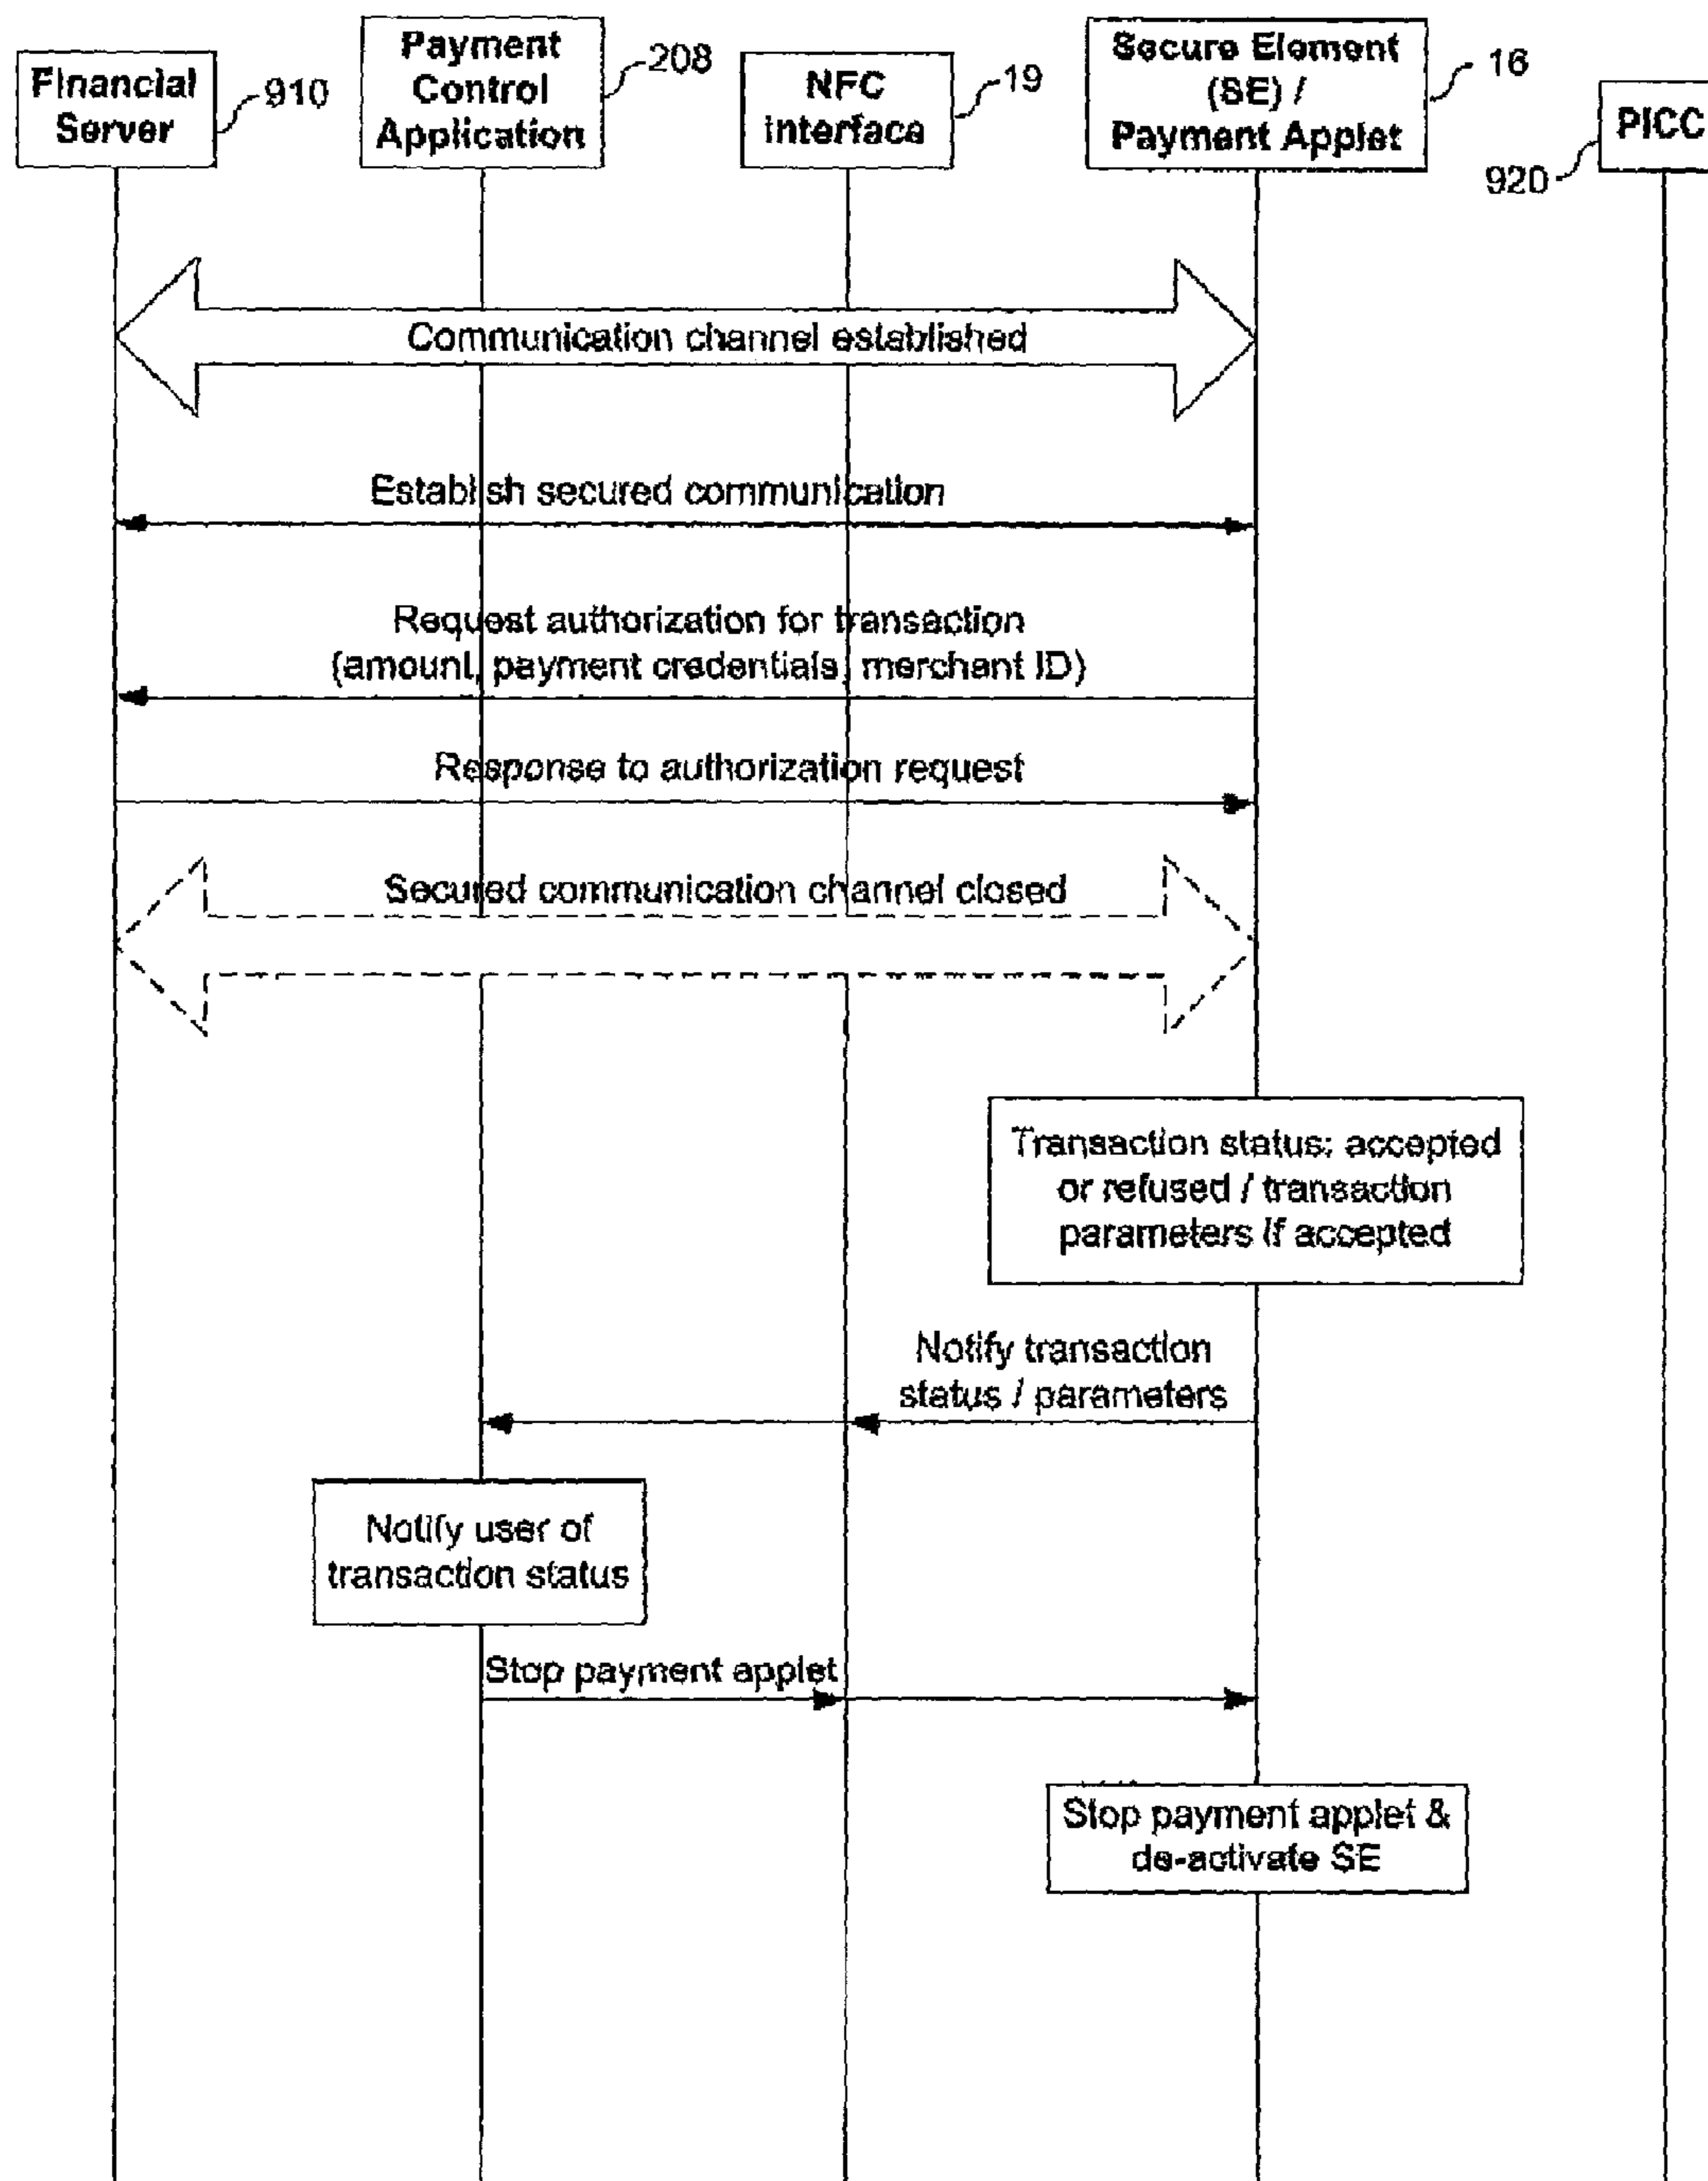 Financial
Server
910
Payment
Control
Application
208
NFC
Interface
19
Secure Element
(SE) /
Payment Applet
16
PICC
920
Communication channel established
Establish secured communication
Request authorization for transaction
(amount, payment credentials, merchant ID)
Response to authorization request
Secured communication channel closed
Transaction status: accepted
or refused / transaction
parameters if accepted
Notify transaction
status / parameters
Notify user of
transaction status
Stop payment applet
Stop payment applet &
de-activate SE